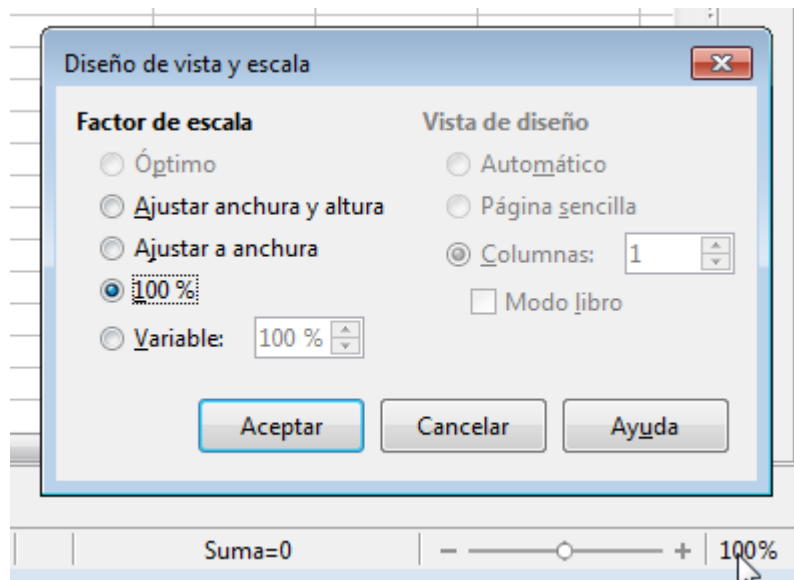 Diseño de vista y escala
Factor de escala
Óptimo
Ajustar anchura y altura
Ajustar a anchura
100 %
Variable: 100 %
Vista de diseño
Automático
Página sencilla
Columnas: 1
Modo libro
Aceptar Cancelar Ayuda
Suma=0 100%